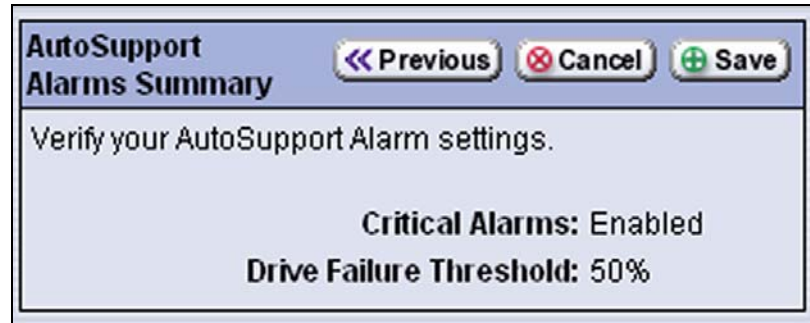 AutoSupport
Alarms Summary
Previous Cancel Save
Verify your AutoSupport Alarm settings.
Critical Alarms: Enabled
Drive Failure Threshold: 50%